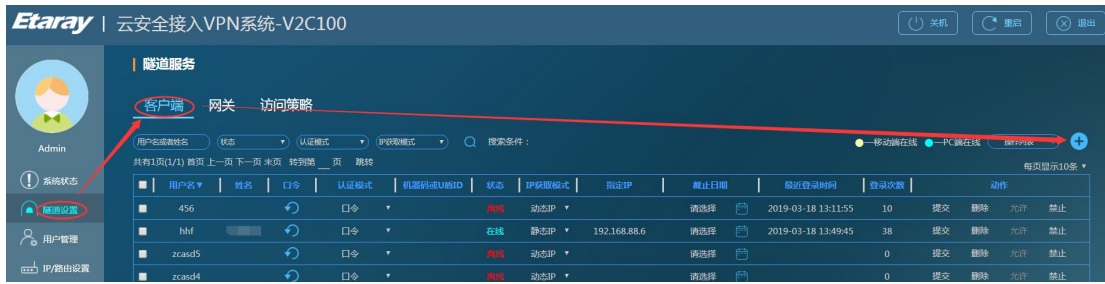 Etaray | 云安全接入VPN系统-V2C100 关机 重启 退出
隧道服务
客户端 网关 访问策略
Admin
用户名或者姓名 状态 认证模式 IP获取模式 搜索条件： —移动端在线 —PC端在线
共有1页(1/1) 首页 上一页 下一页 末页 转到第 页 跳转 每页显示10条
系统状态
隧道设置
用户管理
IP/路由设置
用户名 姓名 口令 认证模式 机器码或U盾ID 状态 IP获取模式 指定IP 截止日期 最近登录时间 登录次数 动作
456 口令 离线 动态IP 请选择 2019-03-18 13:11:55 10 提交 删除 允许 禁止
hhf 口令 在线 静态IP 192.168.88.6 请选择 2019-03-18 13:49:45 38 提交 删除 允许 禁止
zcasd5 口令 离线 动态IP 请选择 0 提交 删除 允许 禁止
zcasd4 口令 离线 动态IP 请选择 0 提交 删除 允许 禁止